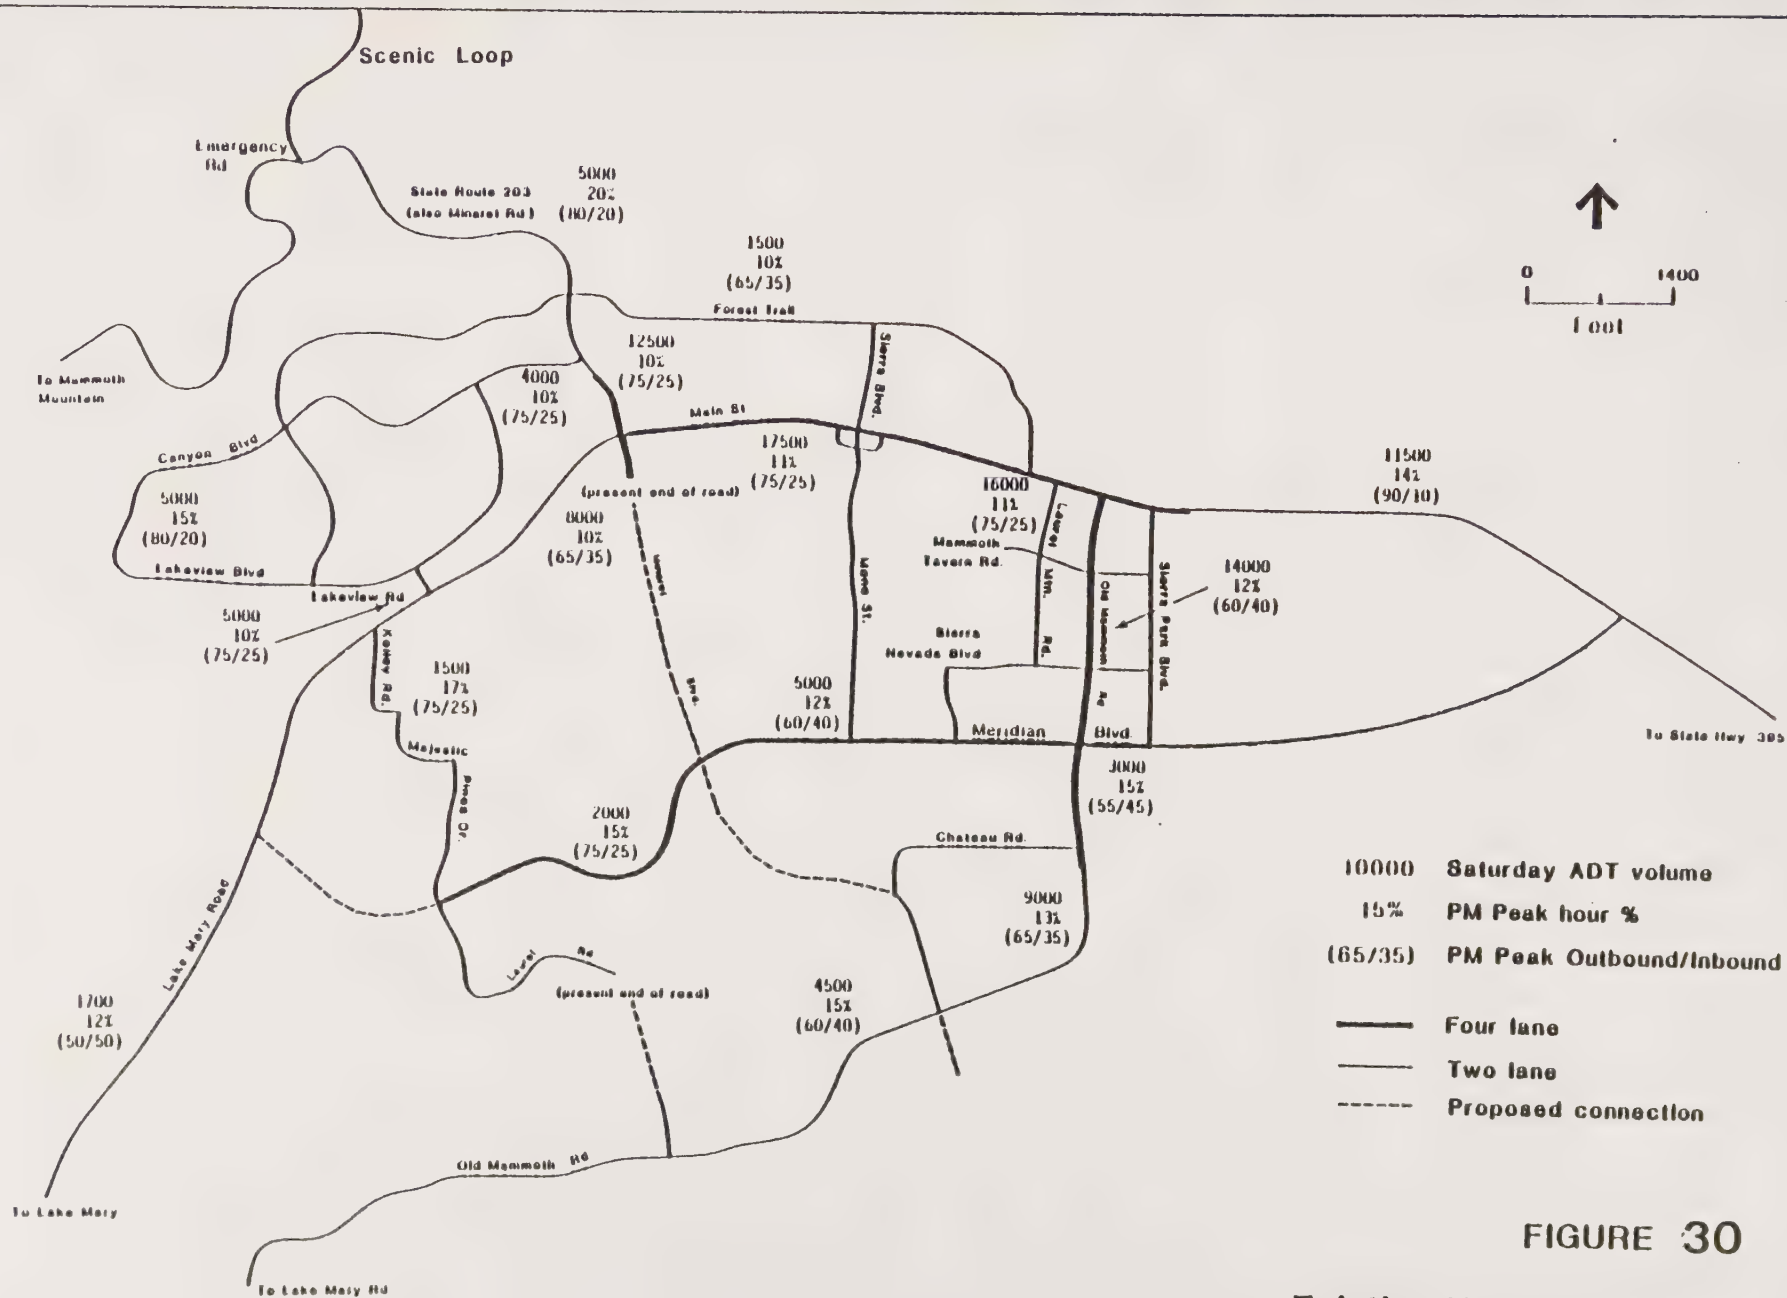 Scenic Loop
Emergency
Rd
State Route 203
(also Minaret Rd)
5000
20%
(80/20)
1500
10%
(65/35)
Forest Trail
0
1400
foot
To Mammoth
Mountain
12500
10%
(75/25)
4000
10%
(75/25)
Sierra Blvd.
Main St
17500
11%
(75/25)
Canyon Blvd
11500
14%
(90/10)
(present end of road)
16000
11%
(75/25)
Laurel
Mtn.
Rd.
5000
15%
(80/20)
8000
10%
(65/35)
Mammoth
Tavern Rd.
Lakeview Blvd
Lakeview Rd
Minaret
Blvd.
Mono St.
Old Mammoth
Rd
Sierra Park Blvd.
14000
12%
(60/40)
5000
10%
(75/25)
Kelley Rd.
Sierra
Nevada Blvd
1500
17%
(75/25)
5000
12%
(60/40)
Majestic
Pines Dr.
Meridian
Blvd.
To State Hwy 395
3000
15%
(55/45)
2000
15%
(75/25)
Chateau Rd.
Lake Mary Road
9000
13%
(65/35)
Laurel Rd
(present end of road)
4500
15%
(60/40)
1700
12%
(50/50)
10000 Saturday ADT volume
15% PM Peak hour %
(65/35) PM Peak Outbound/Inbound
Four lane
Two lane
Proposed connection
Old Mammoth Rd
To Lake Mary
To Lake Mary Rd
FIGURE 30